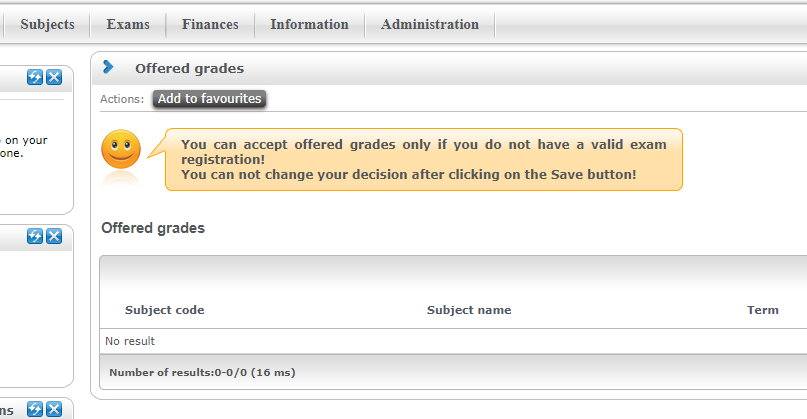 Subjects Exams Finances Information Administration
Offered grades
Actions: Add to favourites
on your
one.
You can accept offered grades only if you do not have a valid exam
registration!
You can not change your decision after clicking on the Save button!
Offered grades
Subject code Subject name Term
No result
Number of results:0-0/0 (16 ms)
ns